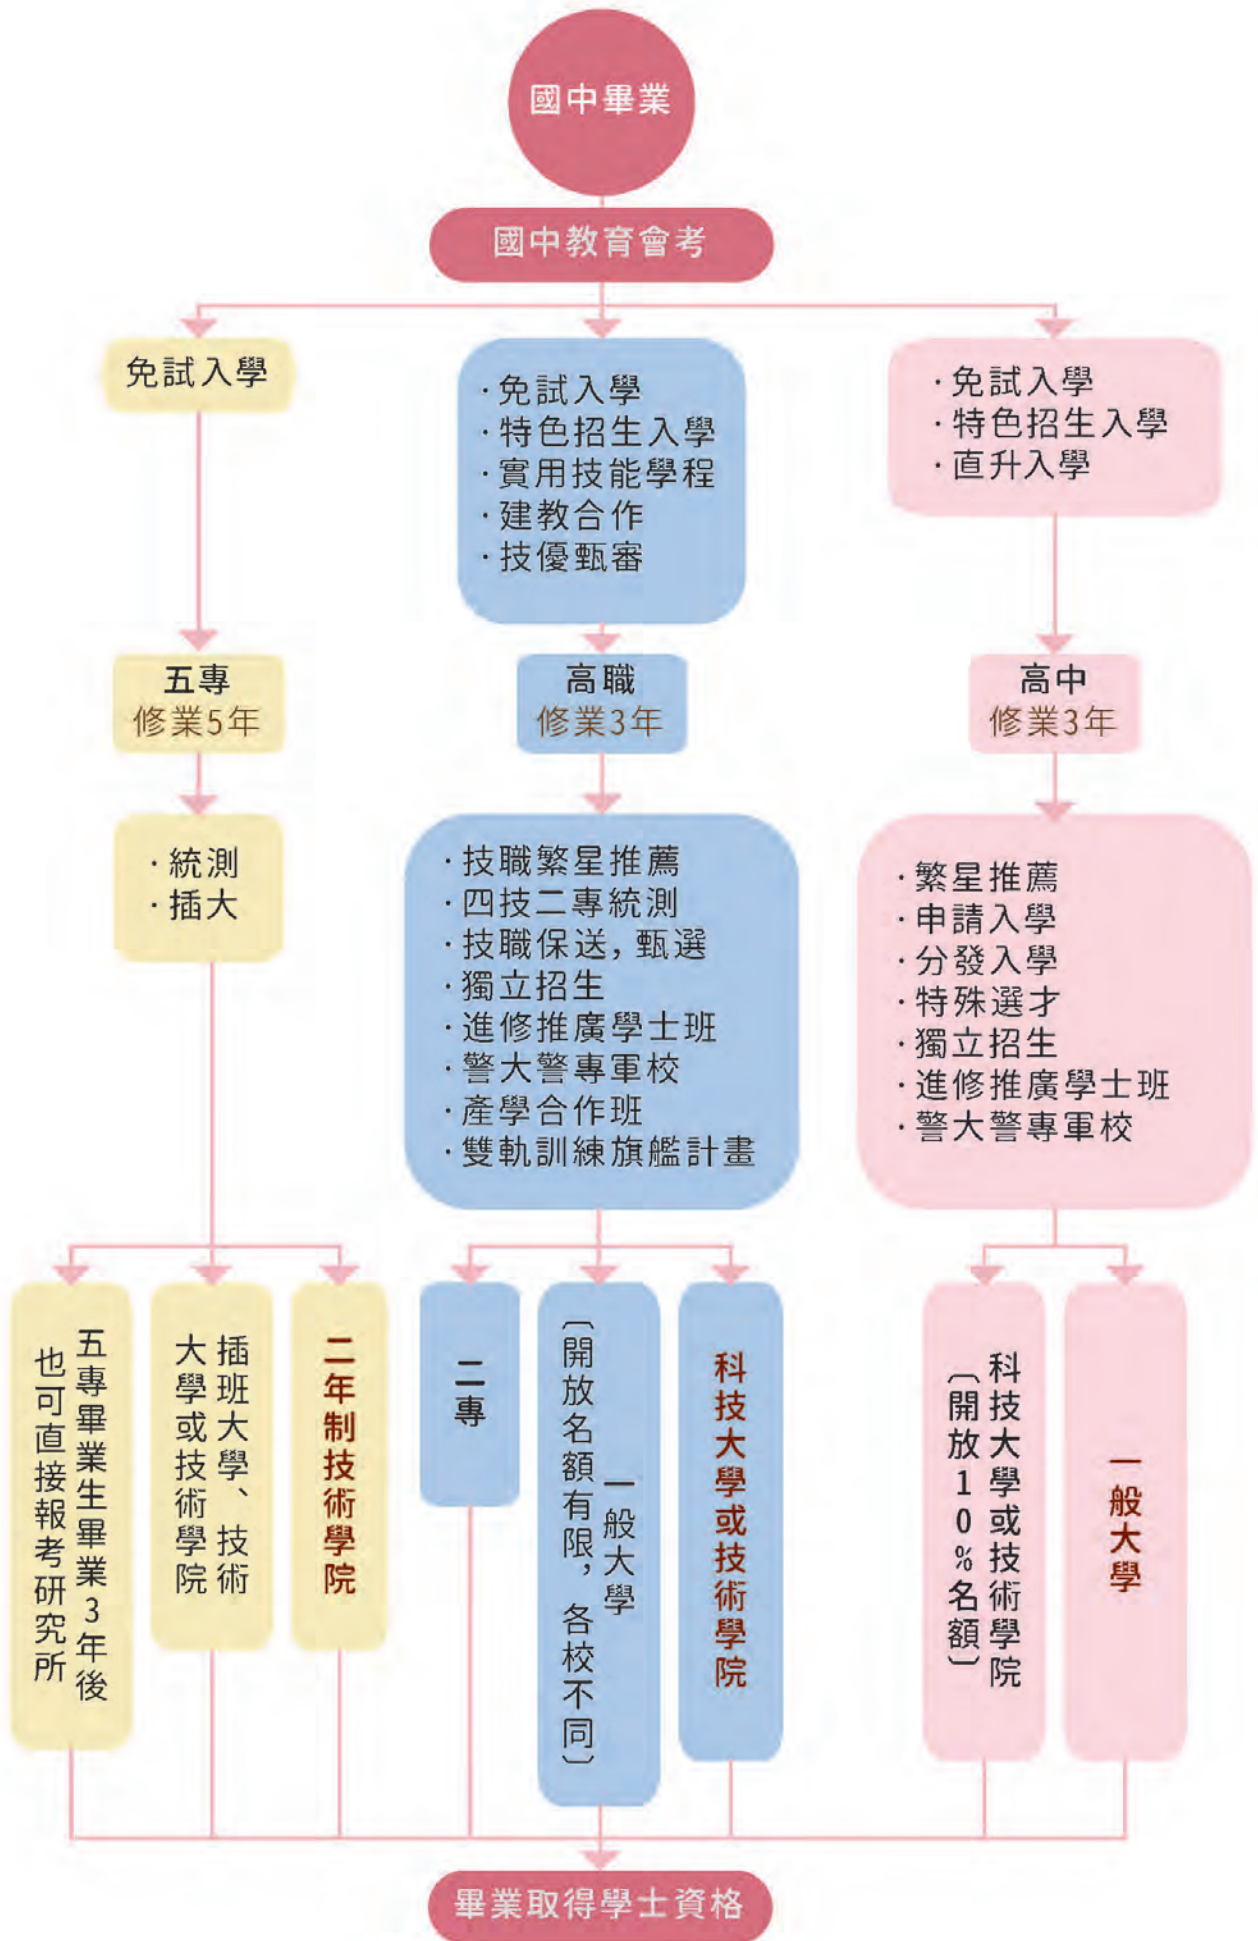 國中畢業
國中教育會考
免試入學
五專
修業5年
·統測
·插大
五專畢業生畢業3年後
也可直接報考研究所
插班大學、技術
大學或技術學院
二年制技術學院
·免試入學
·特色招生入學
·實用技能學程
·建教合作
·技優甄審
高職
修業3年
·技職繁星推薦
·四技二專統測
·技職保送, 甄選
·獨立招生
·進修推廣學士班
·警大警專軍校
·產學合作班
·雙軌訓練旗艦計畫
二專
一般大學
〔開放名額有限，各校不同〕
科技大學或技術學院
·免試入學
·特色招生入學
·直升入學
高中
修業3年
·繁星推薦
·申請入學
·分發入學
·特殊選才
·獨立招生
·進修推廣學士班
·警大警專軍校
科技大學或技術學院
〔開放10%名額〕
一般大學
畢業取得學士資格